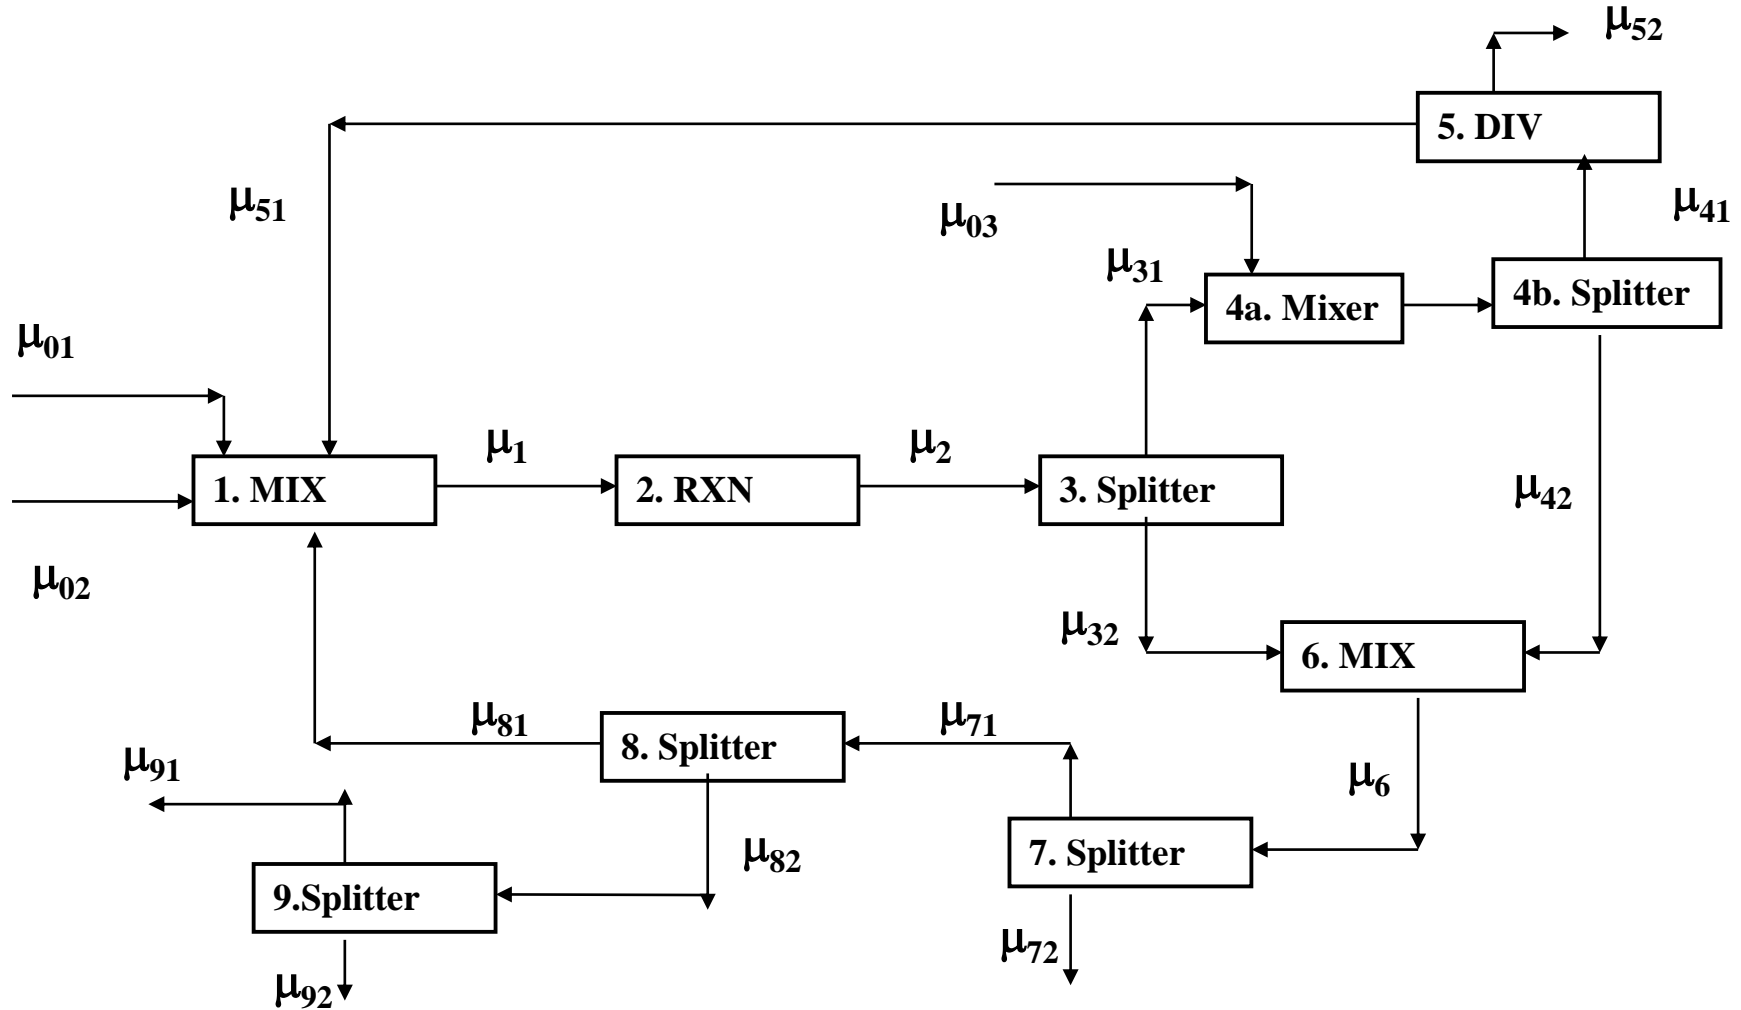 μ52
5. DIV
μ51
μ41
μ03
μ31
4a. Mixer
4b. Splitter
μ01
μ1
μ2
1. MIX
2. RXN
3. Splitter
μ42
μ02
μ32
6. MIX
μ81
μ71
8. Splitter
μ91
μ6
μ82
7. Splitter
9.Splitter
μ72
μ92